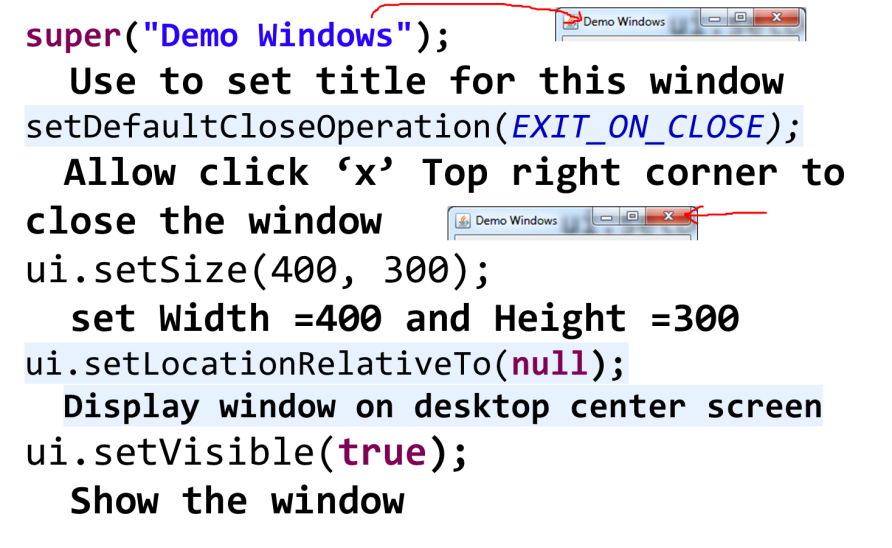 super("Demo Windows");
Demo Windows
Use to set title for this window
setDefaultCloseOperation(EXIT_ON_CLOSE);
Allow click ‘x’ Top right corner to
close the window
Demo Windows
ui.setSize(400, 300);
set Width =400 and Height =300
ui.setLocationRelativeTo(null);
Display window on desktop center screen
ui.setVisible(true);
Show the window